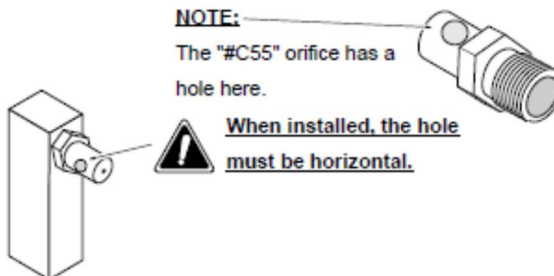 NOTE:
The "#C55" orifice has a
hole here.
When installed, the hole
must be horizontal.